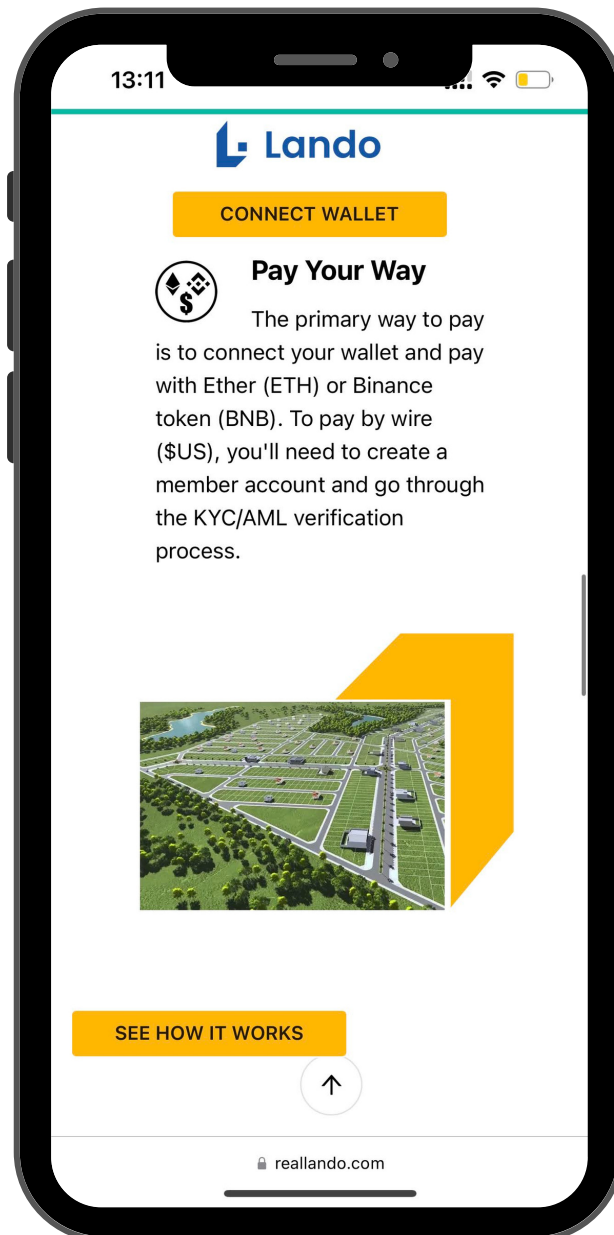 13:11
Lando
CONNECT WALLET
Pay Your Way
The primary way to pay
is to connect your wallet and pay
with Ether (ETH) or Binance
token (BNB). To pay by wire
($US), you'll need to create a
member account and go through
the KYC/AML verification
process.
SEE HOW IT WORKS
reallando.com